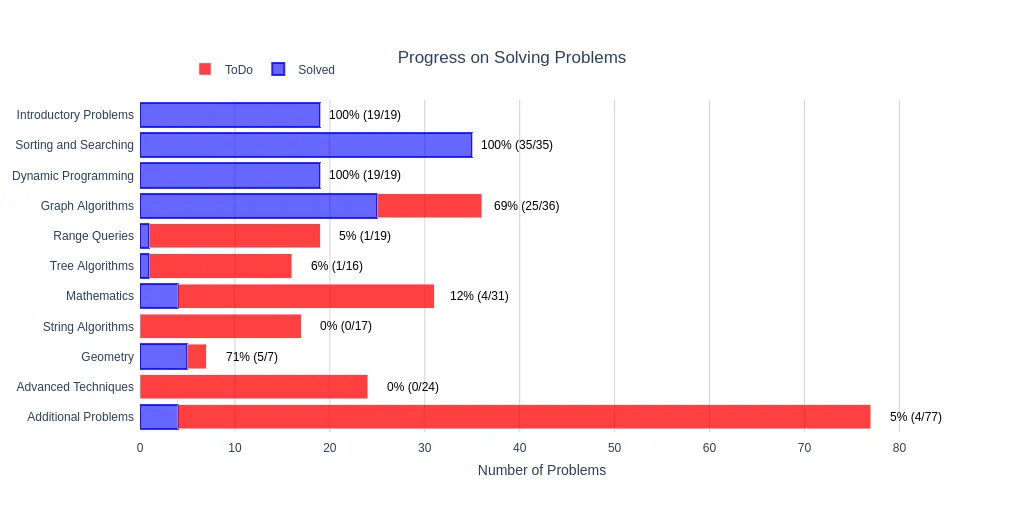 Progress on Solving Problems
ToDo Solved
Introductory Problems 100% (19/19)
Sorting and Searching 100% (35/35)
Dynamic Programming 100% (19/19)
Graph Algorithms 69% (25/36)
Range Queries 5% (1/19)
Tree Algorithms 6% (1/16)
Mathematics 12% (4/31)
String Algorithms 0% (0/17)
Geometry 71% (5/7)
Advanced Techniques 0% (0/24)
Additional Problems 5% (4/77)
0 10 20 30 40 50 60 70 80
Number of Problems